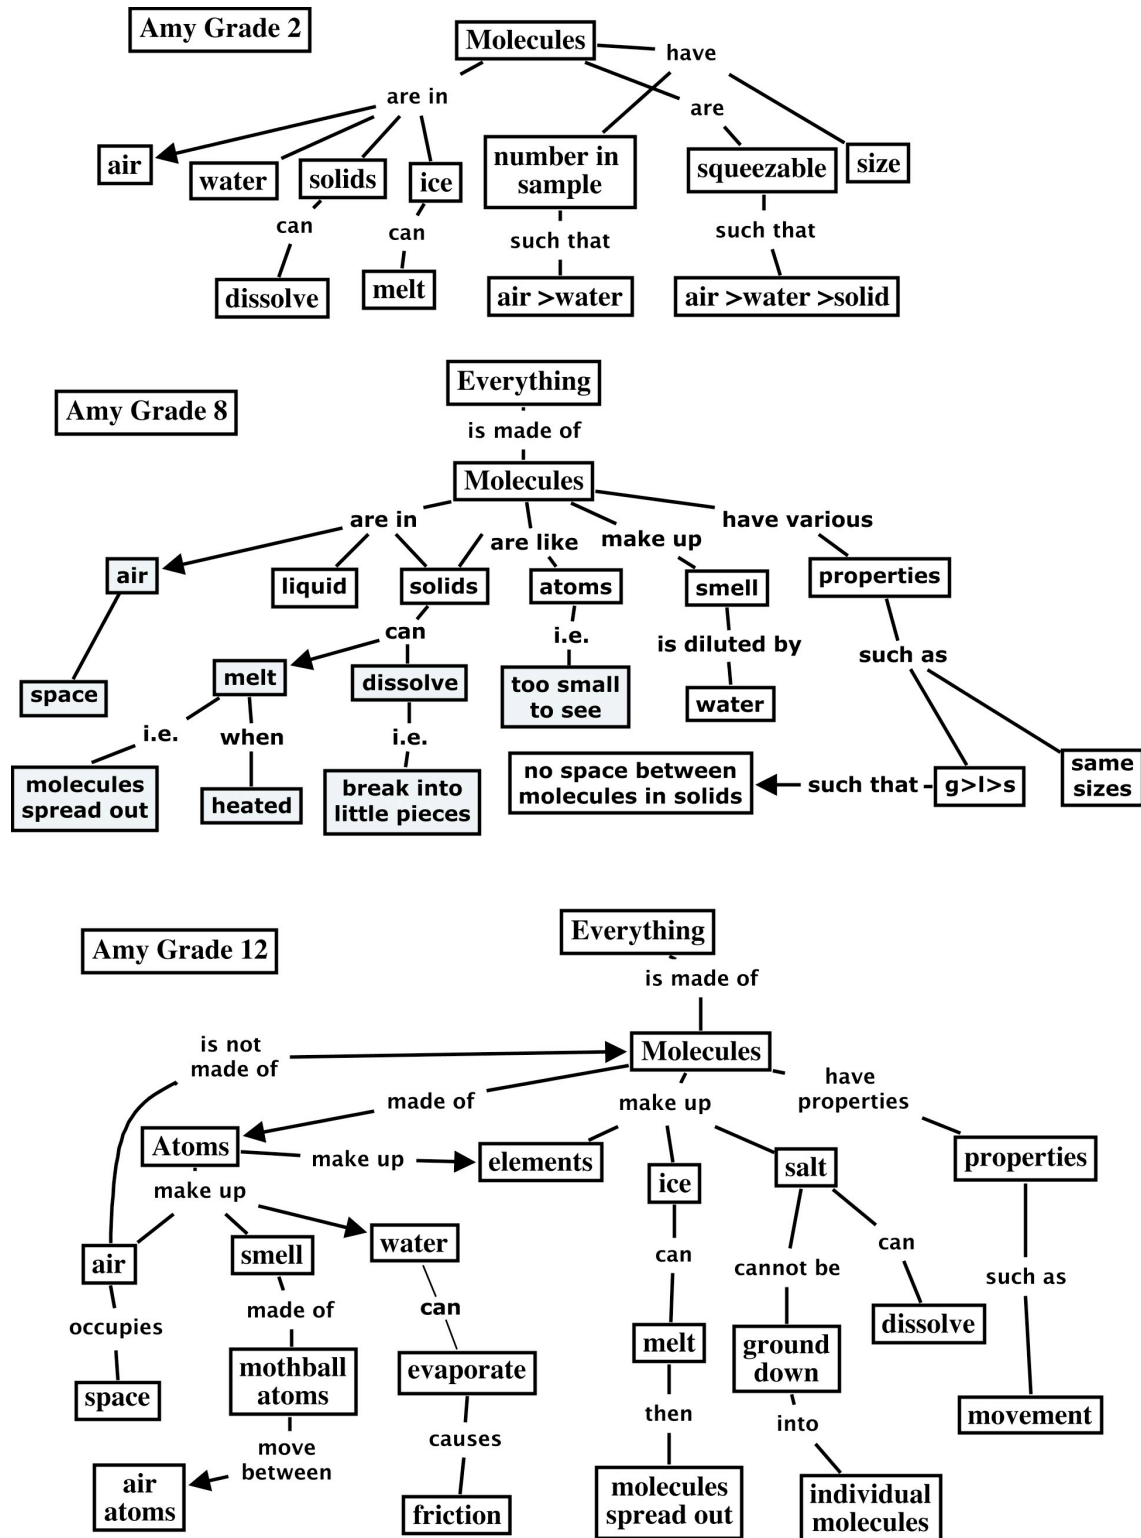 Amy Grade 2
Molecules
have
are in
are
air
water
solids
ice
number in
sample
squeezable
size
can
can
such that
such that
dissolve
melt
air >water
air >water >solid
Everything
Amy Grade 8
is made of
Molecules
are in
are like
make up
have various
air
liquid
solids
atoms
smell
properties
can
i.e.
is diluted by
such as
space
melt
dissolve
too small
to see
water
i.e.
when
i.e.
molecules
spread out
heated
break into
little pieces
no space between
molecules in solids
such that
g>l>s
same
sizes
Everything
Amy Grade 12
is made of
is not
made of
Molecules
made of
make up
have
properties
Atoms
make up
elements
ice
salt
properties
make up
air
smell
water
can
cannot be
can
such as
occupies
made of
can
melt
ground
down
dissolve
space
mothball
atoms
evaporate
movement
then
into
move
between
causes
air
atoms
friction
molecules
spread out
individual
molecules